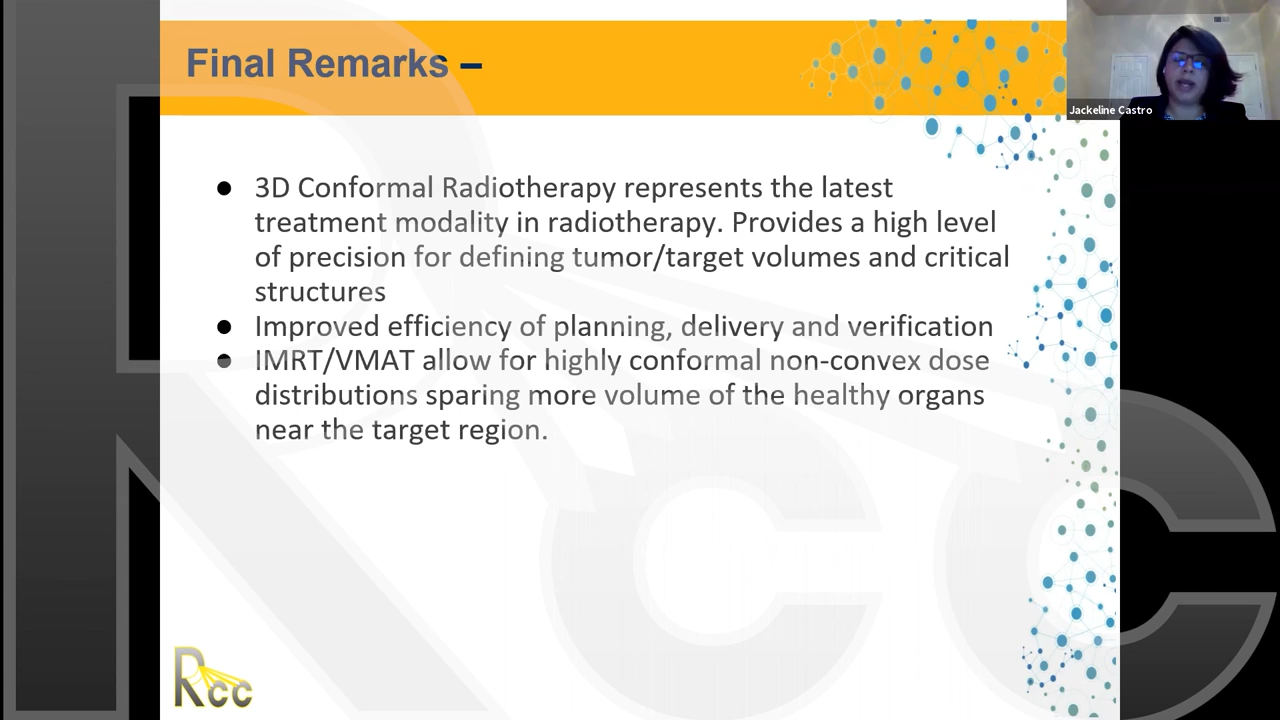 Final Remarks –
Jackeline Castro
● 3D Conformal Radiotherapy represents the latest
treatment modality in radiotherapy. Provides a high level
of precision for defining tumor/target volumes and critical
structures
● Improved efficiency of planning, delivery and verification
● IMRT/VMAT allow for highly conformal non-convex dose
distributions sparing more volume of the healthy organs
near the target region.
Rcc
Rcc